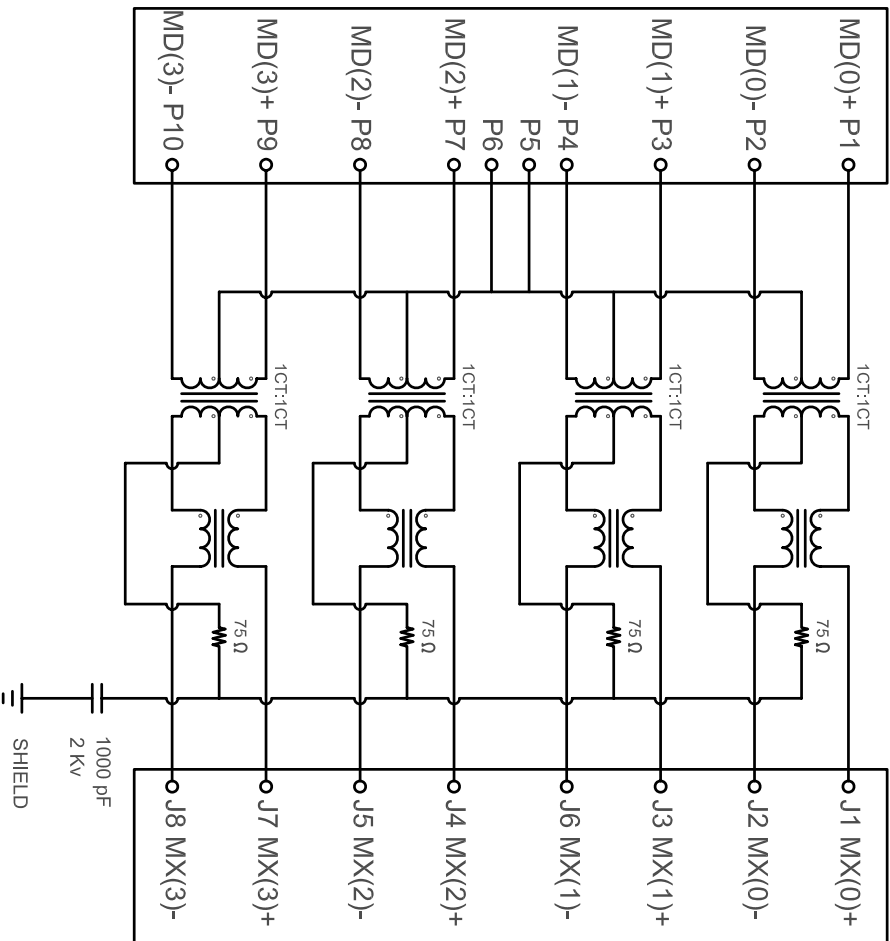 MD(0)+ P1
MD(0)- P2
MD(1)+ P3
MD(1)- P4
P5
P6
MD(2)+ P7
MD(2)- P8
MD(3)+ P9
MD(3)- P10
1CT:1CT
1CT:1CT
1CT:1CT
1CT:1CT
75 Ω
75 Ω
75 Ω
75 Ω
1000 pF
2 Kv
SHIELD
J1 MX(0)+
J2 MX(0)-
J3 MX(1)+
J6 MX(1)-
J4 MX(2)+
J5 MX(2)-
J7 MX(3)+
J8 MX(3)-